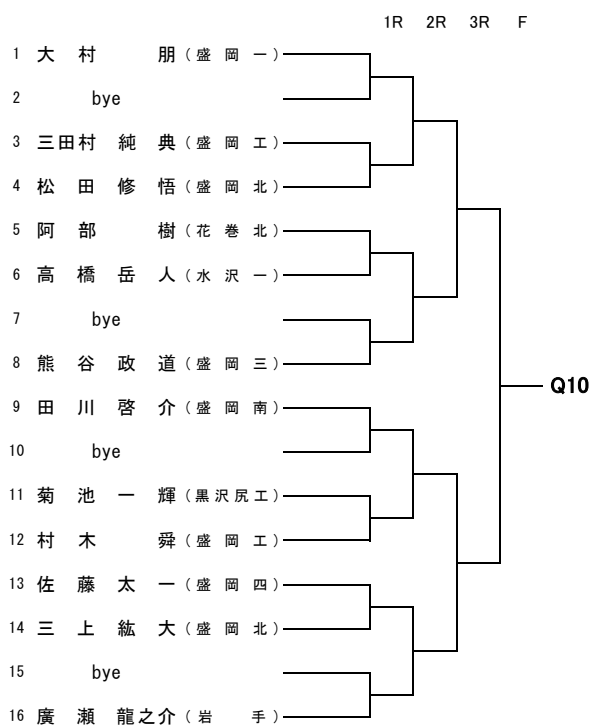 1R 2R 3R F
1 大村 朋 (盛岡一)
2 bye
3 三田村 純典 (盛岡工)
4 松田修悟 (盛岡北)
5 阿部 樹 (花巻北)
6 高橋岳人 (水沢一)
7 bye
8 熊谷政道 (盛岡三)
Q10
9 田川啓介 (盛岡南)
10 bye
11 菊池一輝 (黒沢尻工)
12 村木 舜 (盛岡工)
13 佐藤太一 (盛岡四)
14 三上紘大 (盛岡北)
15 bye
16 廣瀬 龍之介 (岩手)